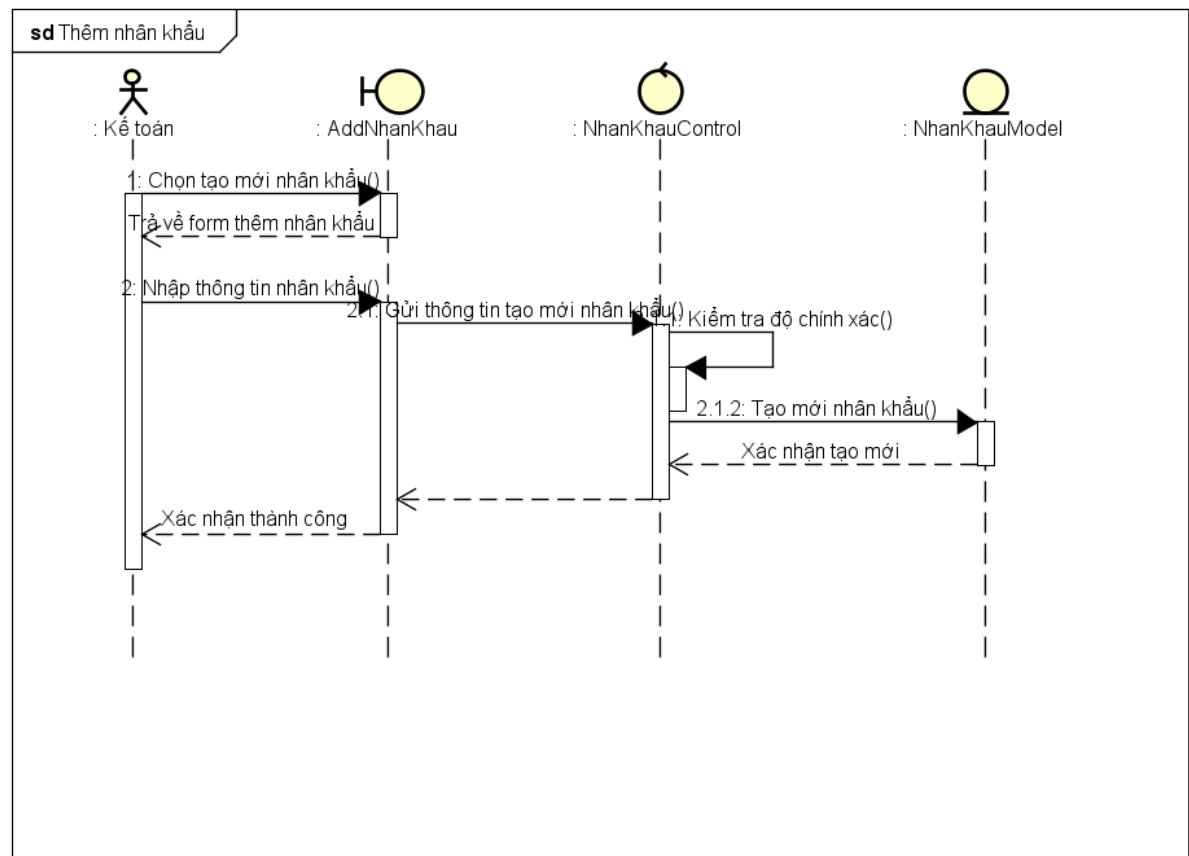 sd Thêm nhân khẩu
: Kế toán
: AddNhanKhau
: NhanKhauControl
: NhanKhauModel
1: Chọn tạo mới nhân khẩu()
Trả về form thêm nhân khẩu
2: Nhập thông tin nhân khẩu()
2.1: Gửi thông tin tạo mới nhân khẩu()
1: Kiểm tra độ chính xác()
2.1.2: Tạo mới nhân khẩu()
Xác nhận tạo mới
Xác nhận thành công